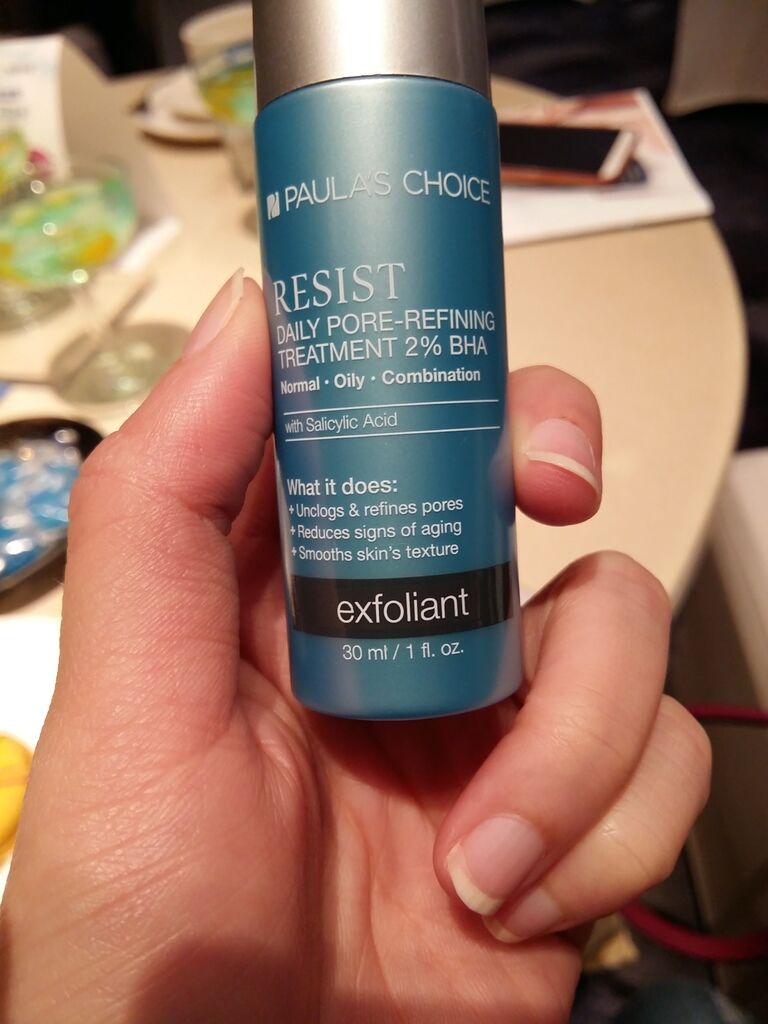 PAULA'S CHOICE
RESIST
DAILY PORE-REFINING
TREATMENT 2% BHA
Normal · Oily · Combination
with Salicylic Acid
What it does:
+ Unclogs & refines pores
+ Reduces signs of aging
+ Smooths skin's texture
exfoliant
30 ml / 1 fl. oz.